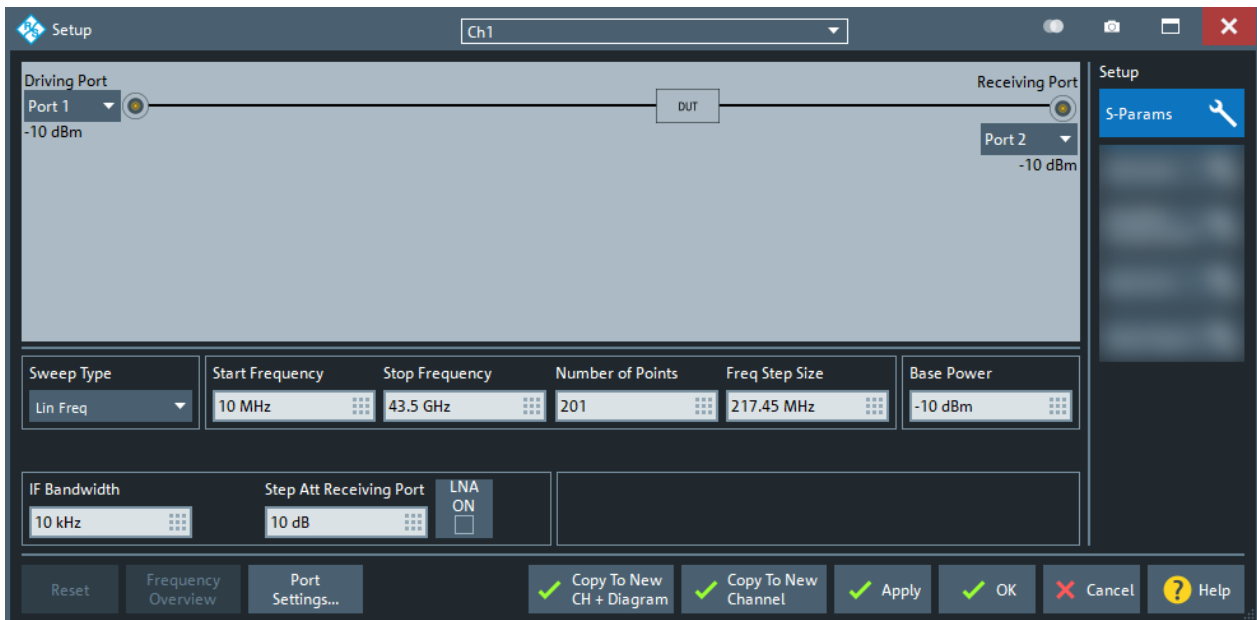 Setup
Ch1
Driving Port
Port 1
-10 dBm
DUT
Receiving Port
Port 2
-10 dBm
Setup
S-Params
Sweep Type
Lin Freq
Start Frequency
10 MHz
Stop Frequency
43.5 GHz
Number of Points
201
Freq Step Size
217.45 MHz
Base Power
-10 dBm
IF Bandwidth
10 kHz
Step Att Receiving Port
10 dB
LNA
ON
Reset
Frequency
Overview
Port
Settings...
Copy To New
CH + Diagram
Copy To New
Channel
Apply
OK
Cancel
? Help